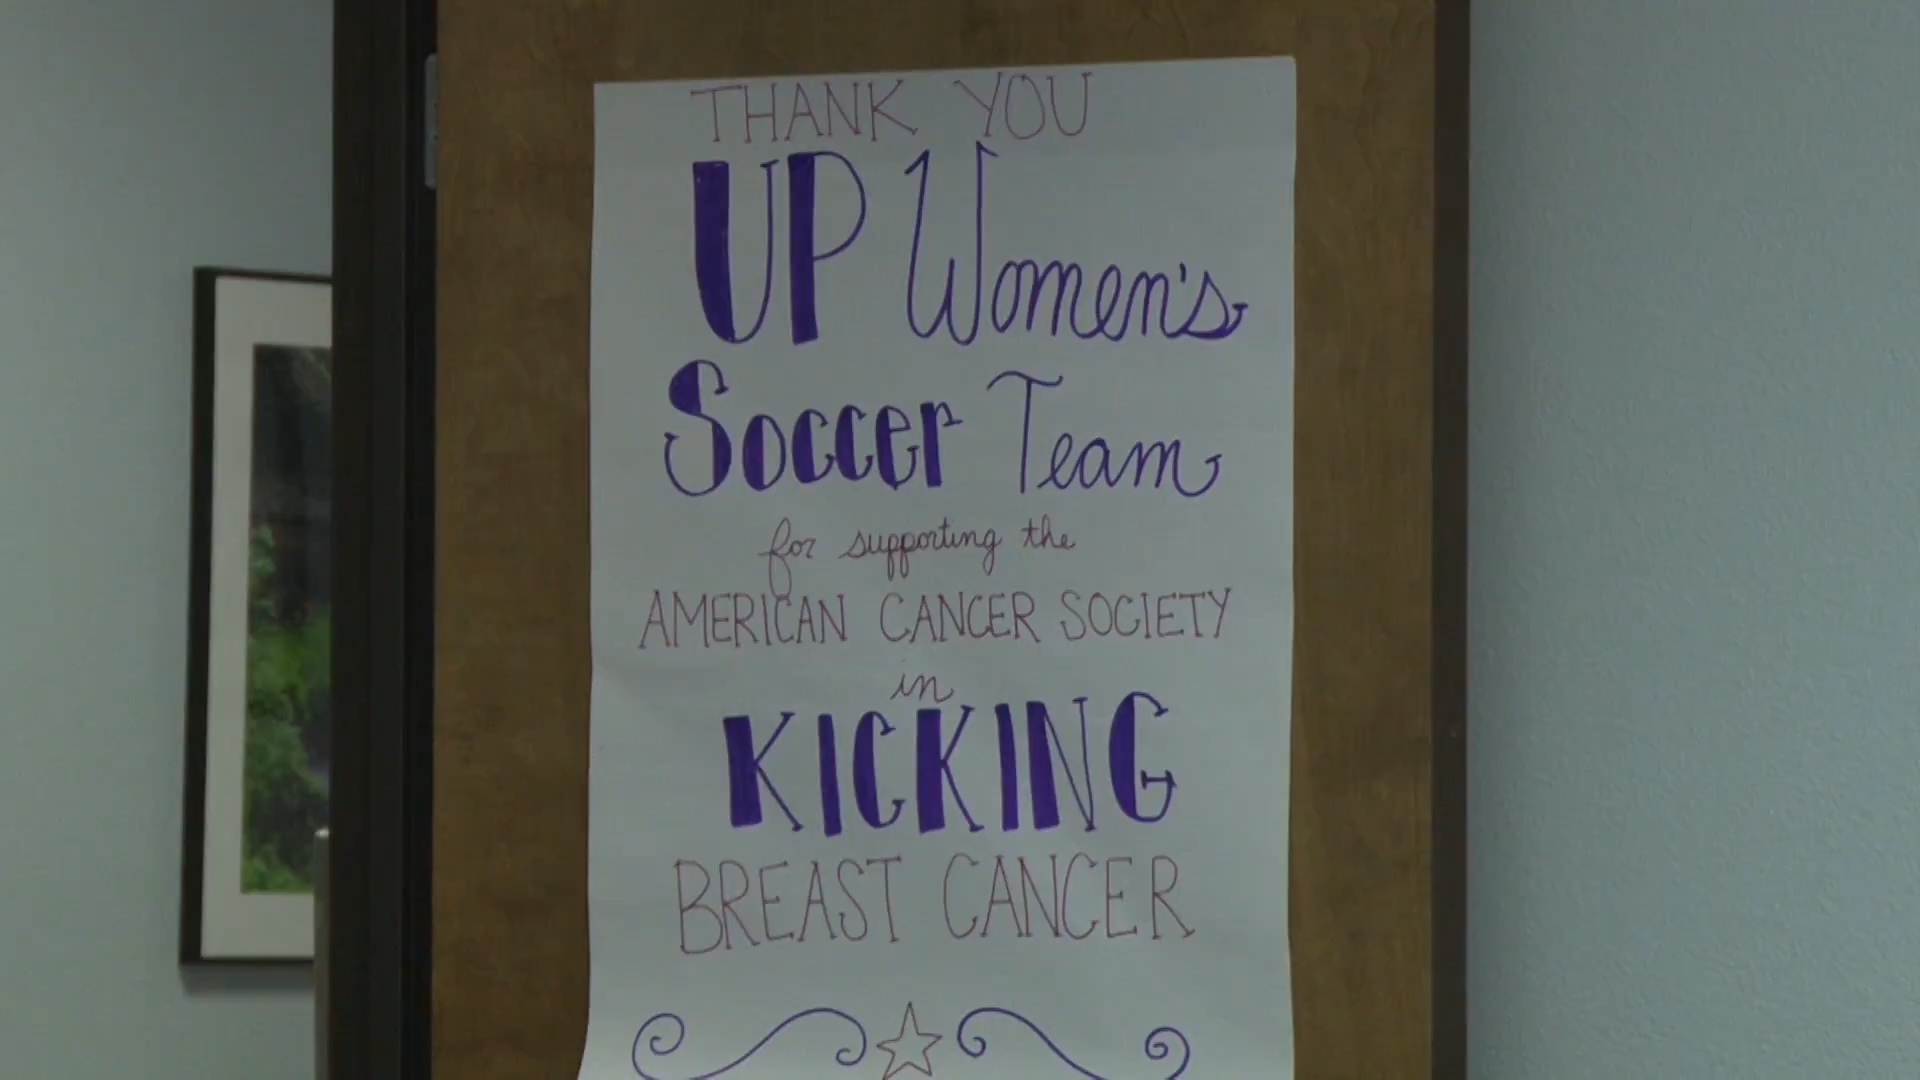 THANK YOU
UP Women's
Soccer Team
for supporting the
AMERICAN CANCER SOCIETY
in
KICKING
BREAST CANCER